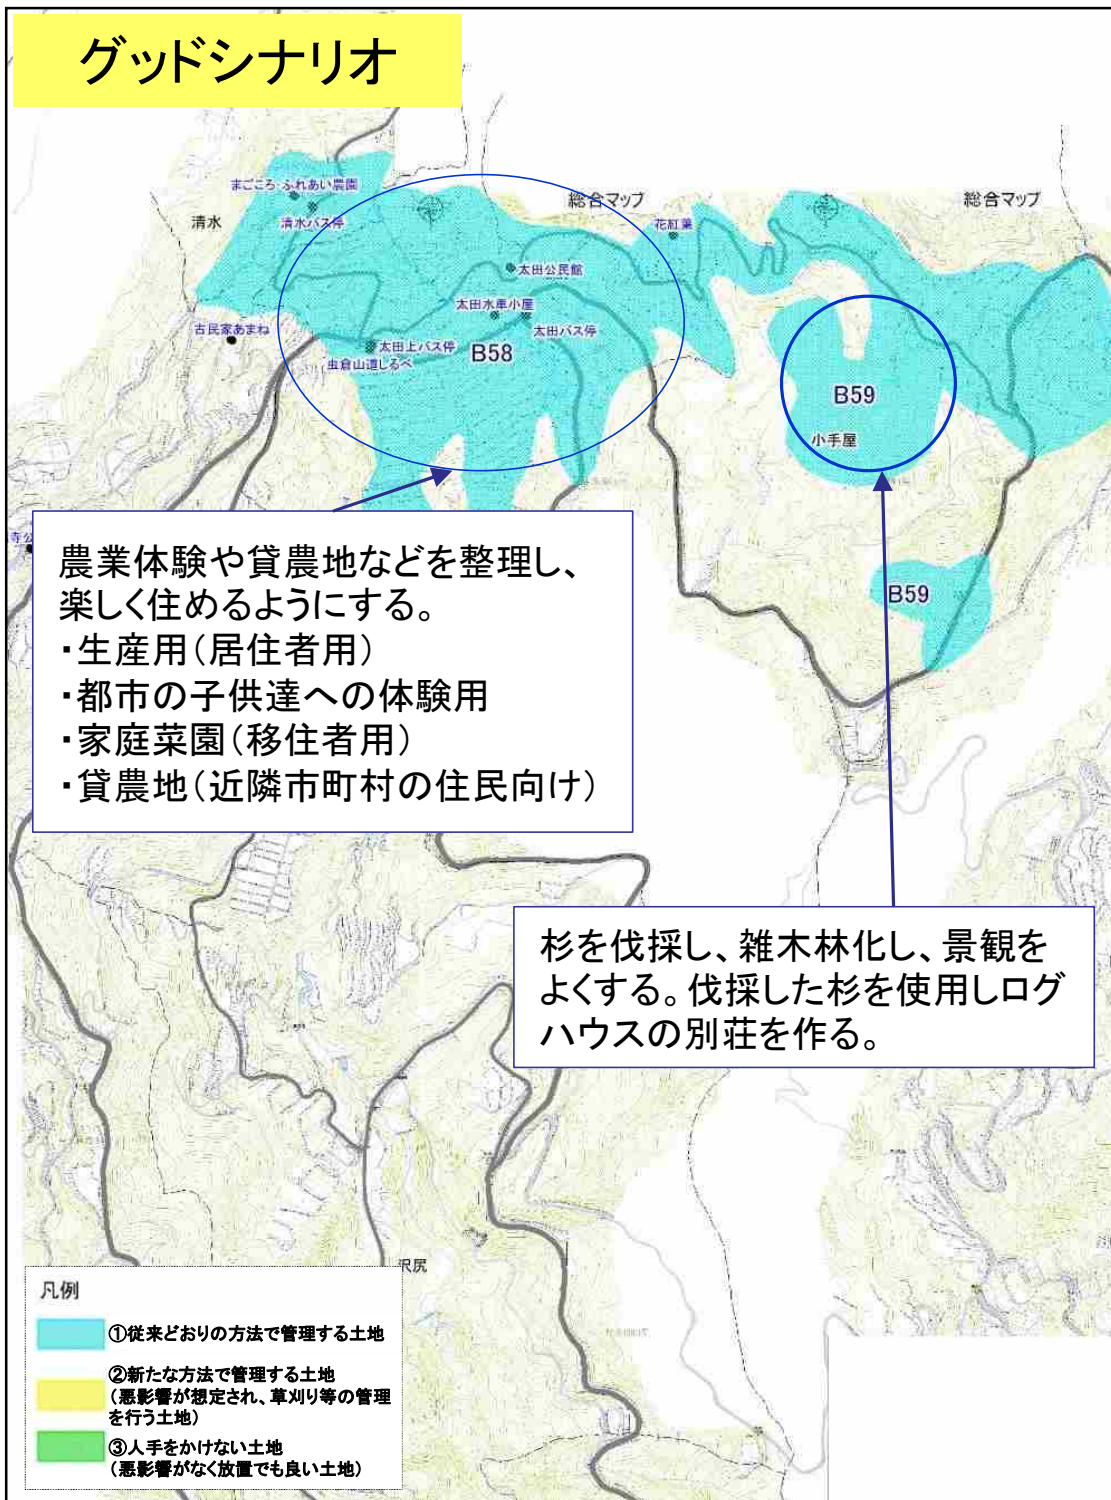 グッドシナリオ
まごころ・ふれあい農園
清水
清水バス停
総合マップ
総合マップ
花紅葉
太田公民館
太田水車小屋
太田バス停
古民家あまね
太田上バス停
虫倉山道しるべ
B58
B59
小手屋
B59
農業体験や貸農地などを整理し、
楽しく住めるようにする。
・生産用(居住者用)
・都市の子供達への体験用
・家庭菜園(移住者用)
・貸農地(近隣市町村の住民向け)
杉を伐採し、雑木林化し、景観を
よくする。伐採した杉を使用しログ
ハウスの別荘を作る。
沢尻
凡例
①従来どおりの方法で管理する土地
②新たな方法で管理する土地
(悪影響が想定され、草刈り等の管理
を行う土地)
③人手をかけない土地
(悪影響がなく放置でも良い土地)